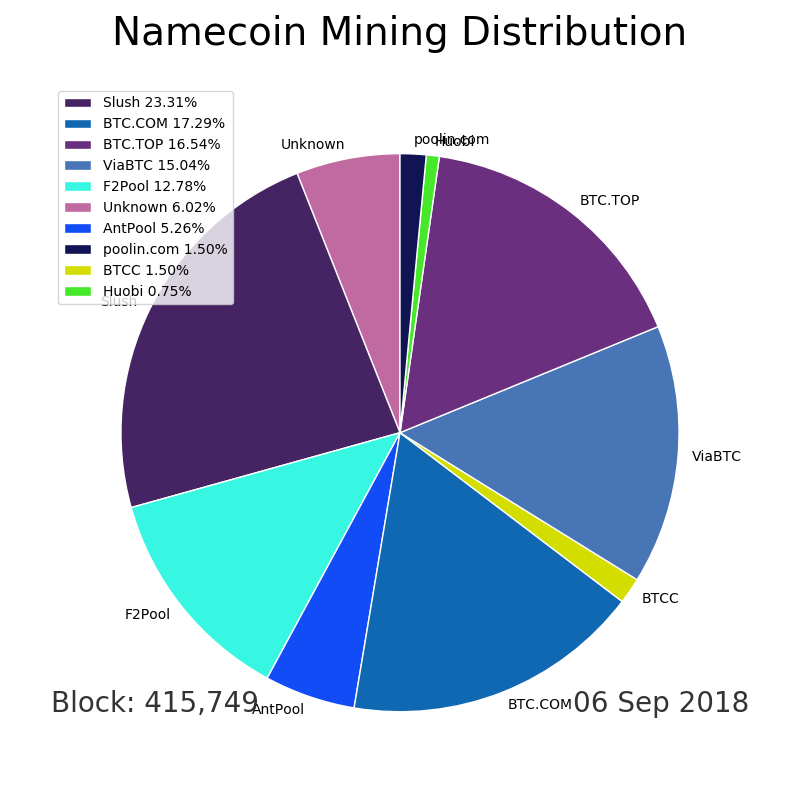 Namecoin Mining Distribution
Slush 23.31%
BTC.COM 17.29%
BTC.TOP 16.54%
ViaBTC 15.04%
F2Pool 12.78%
Unknown 6.02%
AntPool 5.26%
poolin.com 1.50%
BTCC 1.50%
Huobi 0.75%
Unknown
poolin.com
Huobi
BTC.TOP
Slush
ViaBTC
BTCC
F2Pool
AntPool
BTC.COM
Block: 415,749
06 Sep 2018